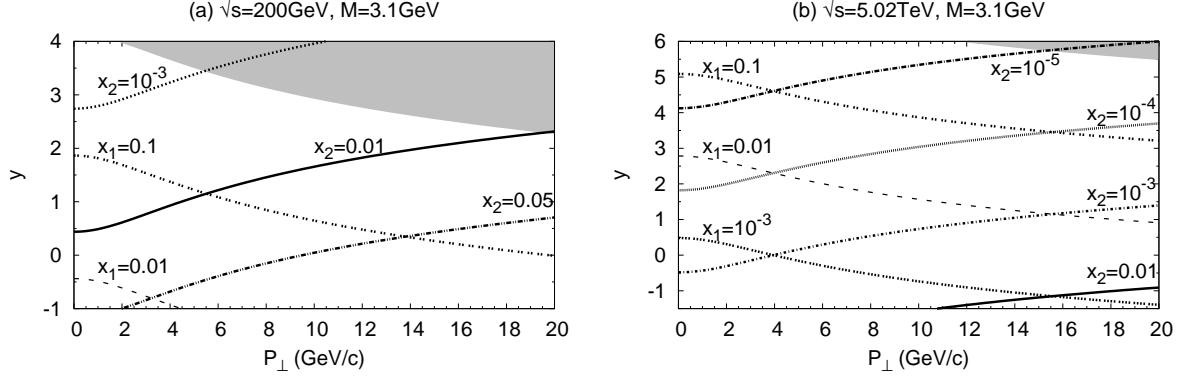 (a) √s=200GeV, M=3.1GeV
4
3
2
1
0
-1
y
x₂=10⁻³
x₁=0.1
x₂=0.01
x₂=0.05
x₁=0.01
0 2 4 6 8 10 12 14 16 18 20
P⊥ (GeV/c)
(b) √s=5.02TeV, M=3.1GeV
6
5
4
3
2
1
0
-1
y
x₁=0.1
x₂=10⁻⁵
x₂=10⁻⁴
x₁=0.01
x₂=10⁻³
x₁=10⁻³
x₂=0.01
0 2 4 6 8 10 12 14 16 18 20
P⊥ (GeV/c)